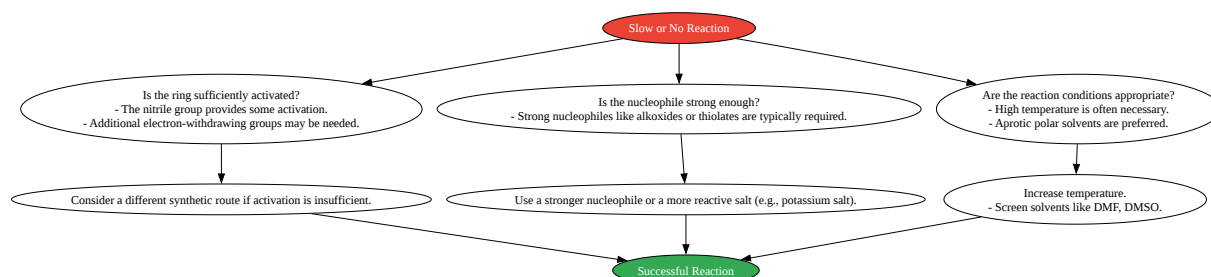 Slow or No Reaction
Is the ring sufficiently activated?
- The nitrile group provides some activation.
- Additional electron-withdrawing groups may be needed.
Is the nucleophile strong enough?
- Strong nucleophiles like alkoxides or thiolates are typically required.
Are the reaction conditions appropriate?
- High temperature is often necessary.
- Aprotic polar solvents are preferred.
Consider a different synthetic route if activation is insufficient.
Use a stronger nucleophile or a more reactive salt (e.g., potassium salt).
Increase temperature.
- Screen solvents like DMF, DMSO.
Successful Reaction